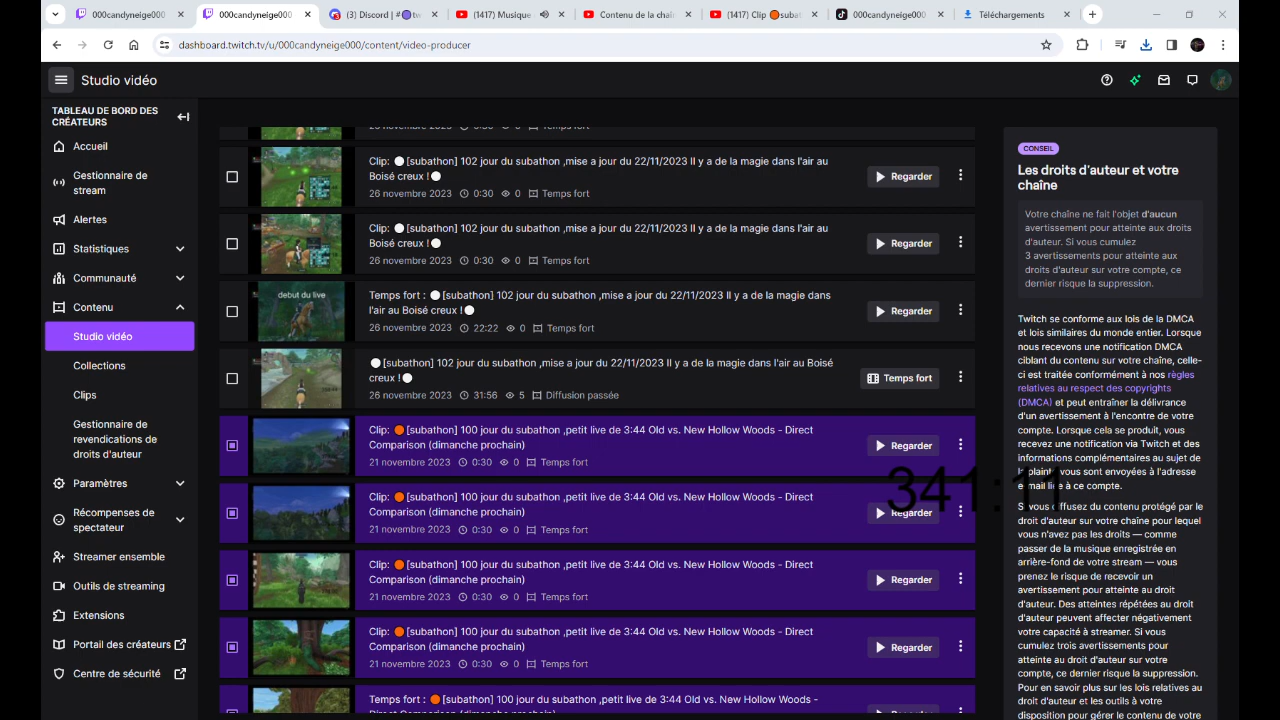 000candyneige000
000candyneige000
(3) Discord | #🟣tw
(1417) Musique
Contenu de la chaî
(1417) Clip 🟠subat
000candyneige000
Téléchargements
dashboard.twitch.tv/u/000candyneige000/content/video-producer
Studio vidéo
TABLEAU DE BORD DES
CRÉATEURS
Accueil
Gestionnaire de
stream
Alertes
Statistiques
Communauté
Contenu
Studio vidéo
Collections
Clips
Gestionnaire de
revendications de
droits d'auteur
Paramètres
Récompenses de
spectateur
Streamer ensemble
Outils de streaming
Extensions
Portail des créateurs
Centre de sécurité
26 novembre 2023 0:30 0 Temps fort
Clip: ⚪[subathon] 102 jour du subathon ,mise a jour du 22/11/2023 Il y a de la magie dans l'air au
Boisé creux !⚪
26 novembre 2023 0:30 0 Temps fort
Regarder
Clip: ⚪[subathon] 102 jour du subathon ,mise a jour du 22/11/2023 Il y a de la magie dans l'air au
Boisé creux !⚪
26 novembre 2023 0:30 0 Temps fort
Regarder
debut du live
Temps fort : ⚪[subathon] 102 jour du subathon ,mise a jour du 22/11/2023 Il y a de la magie dans
l'air au Boisé creux !⚪
26 novembre 2023 22:22 0 Temps fort
Regarder
⚪[subathon] 102 jour du subathon ,mise a jour du 22/11/2023 Il y a de la magie dans l'air au Boisé
creux !⚪
26 novembre 2023 31:56 5 Diffusion passée
Temps fort
Clip: 🟠[subathon] 100 jour du subathon ,petit live de 3:44 Old vs. New Hollow Woods - Direct
Comparison (dimanche prochain)
21 novembre 2023 0:30 0 Temps fort
Regarder
Clip: 🟠[subathon] 100 jour du subathon ,petit live de 3:44 Old vs. New Hollow Woods - Direct
Comparison (dimanche prochain)
21 novembre 2023 0:30 0 Temps fort
Regarder
Clip: 🟠[subathon] 100 jour du subathon ,petit live de 3:44 Old vs. New Hollow Woods - Direct
Comparison (dimanche prochain)
21 novembre 2023 0:30 0 Temps fort
Regarder
Clip: 🟠[subathon] 100 jour du subathon ,petit live de 3:44 Old vs. New Hollow Woods - Direct
Comparison (dimanche prochain)
21 novembre 2023 0:30 0 Temps fort
Regarder
Temps fort : 🟠[subathon] 100 jour du subathon ,petit live de 3:44 Old vs. New Hollow Woods -
Direct Comparison (dimanche prochain)
Regarder
341:11
CONSEIL
Les droits d'auteur et votre
chaîne
Votre chaîne ne fait l'objet d'aucun
avertissement pour atteinte aux droits
d'auteur. Si vous cumulez
3 avertissements pour atteinte aux
droits d'auteur sur votre compte, ce
dernier risque la suppression.
Twitch se conforme aux lois de la DMCA
et lois similaires du monde entier. Lorsque
nous recevons une notification DMCA
ciblant du contenu sur votre chaîne, celle-
ci est traitée conformément à nos règles
relatives au respect des copyrights
(DMCA) et peut entraîner la délivrance
d'un avertissement à l'encontre de votre
compte. Lorsque cela se produit, vous
recevez une notification via Twitch et des
informations complémentaires au sujet de
la plainte vous sont envoyées à l'adresse
e-mail liée à ce compte.
Si vous diffusez du contenu protégé par le
droit d'auteur sur votre chaîne pour lequel
vous n'avez pas les droits — comme
passer de la musique enregistrée en
arrière-fond de votre stream — vous
prenez le risque de recevoir un
avertissement pour atteinte au droit
d'auteur. Des atteintes répétées au droit
d'auteur peuvent affecter négativement
votre capacité à streamer. Si vous
cumulez trois avertissements pour
atteinte au droit d'auteur sur votre
compte, ce dernier risque la suppression.
Pour en savoir plus sur les lois relatives au
droit d'auteur et les outils à votre
disposition pour gérer le contenu de votre